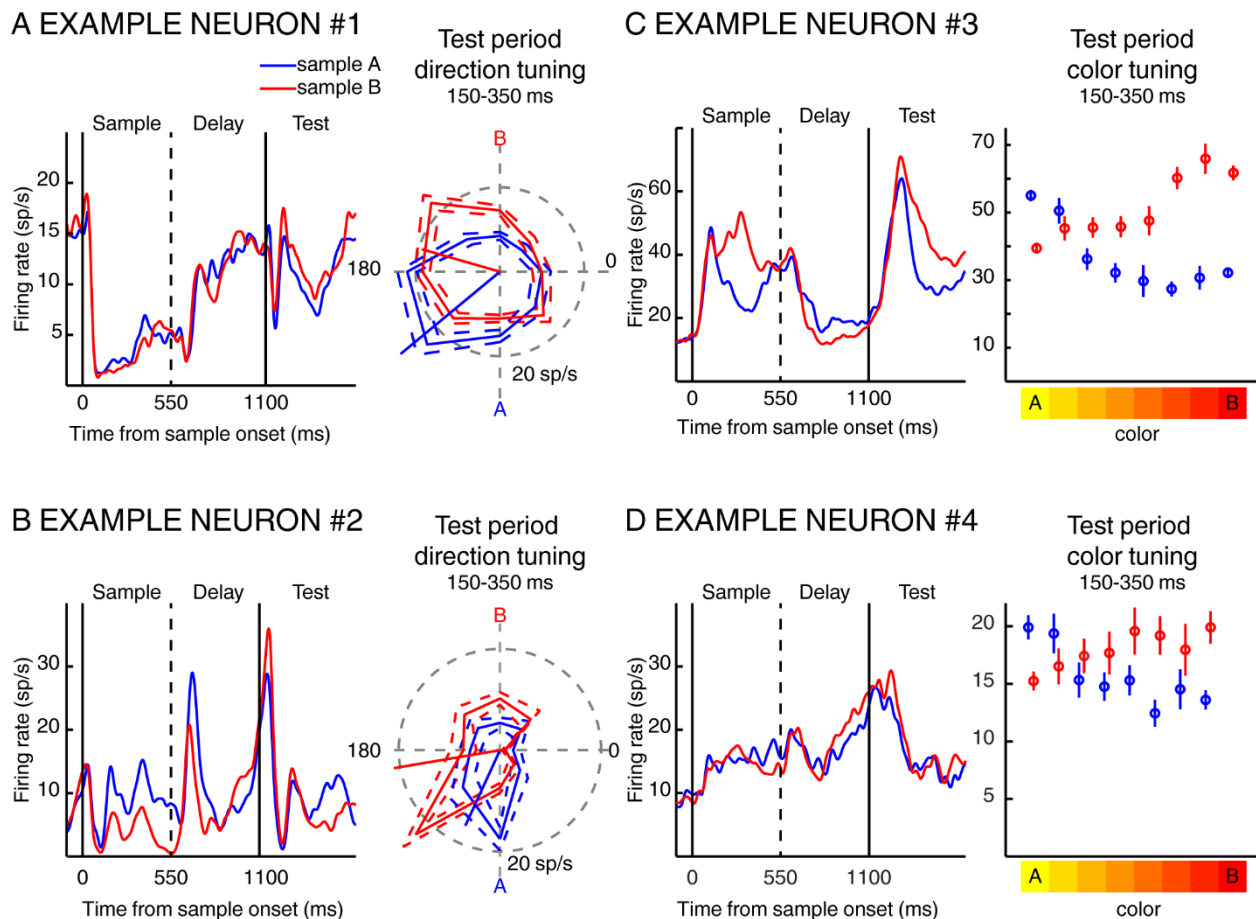 A EXAMPLE NEURON #1
sample A
sample B
Sample
Delay
Test
Firing rate (sp/s)
20
15
10
5
0
550
1100
Time from sample onset (ms)
Test period
direction tuning
150-350 ms
B
180
0
20 sp/s
A
C EXAMPLE NEURON #3
Sample
Delay
Test
Firing rate (sp/s)
60
40
20
0
550
1100
Time from sample onset (ms)
Test period
color tuning
150-350 ms
70
50
30
10
A
B
color
B EXAMPLE NEURON #2
Sample
Delay
Test
Firing rate (sp/s)
30
20
10
0
550
1100
Time from sample onset (ms)
Test period
direction tuning
150-350 ms
B
180
0
20 sp/s
A
D EXAMPLE NEURON #4
Sample
Delay
Test
Firing rate (sp/s)
40
30
20
10
0
550
1100
Time from sample onset (ms)
Test period
color tuning
150-350 ms
20
15
10
5
A
B
color